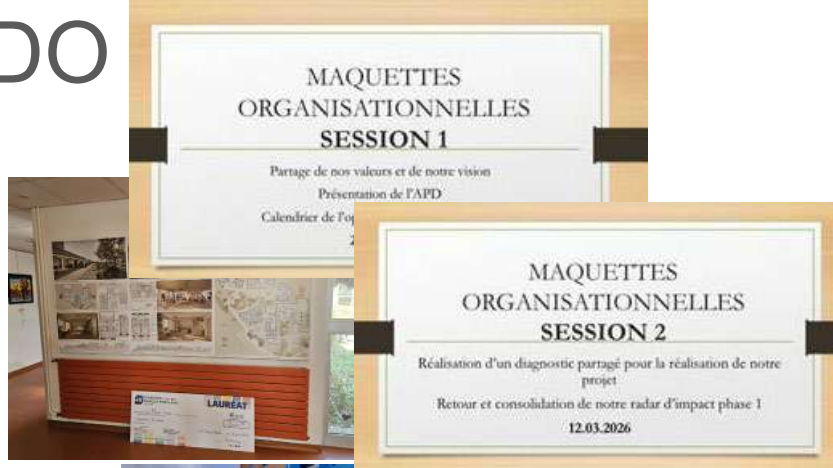 DO
MAQUETTES
ORGANISATIONNELLES
SESSION 1
Partage de nos valeurs et de notre vision
Présentation de l'APD
Calendrier de l'op
2
MAQUETTES
ORGANISATIONNELLES
SESSION 2
Réalisation d'un diagnostic partagé pour la réalisation de notre
projet
Retour et consolidation de notre radar d'impact phase 1
12.03.2026
LAURÉAT